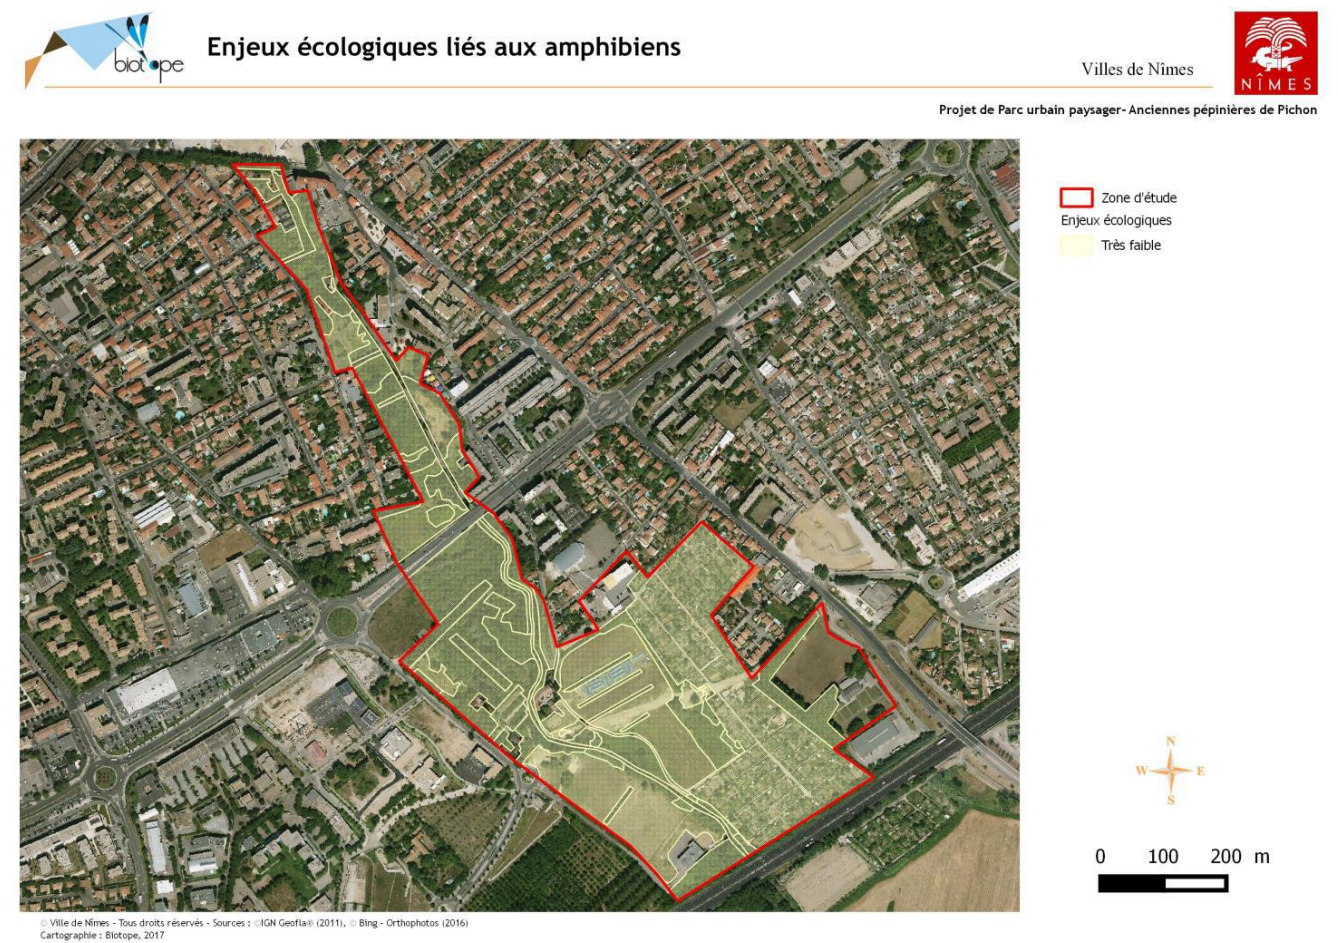 biotope
Enjeux écologiques liés aux amphibiens
Villes de Nîmes
NÎMES
Projet de Parc urbain paysager- Anciennes pépinières de Pichon
Zone d'étude
Enjeux écologiques
Très faible
N
W E
S
0 100 200 m
© Ville de Nîmes - Tous droits réservés - Sources : ©IGN Geofla® (2011), © Bing - Orthophotos (2016)
Cartographie : Biotope, 2017